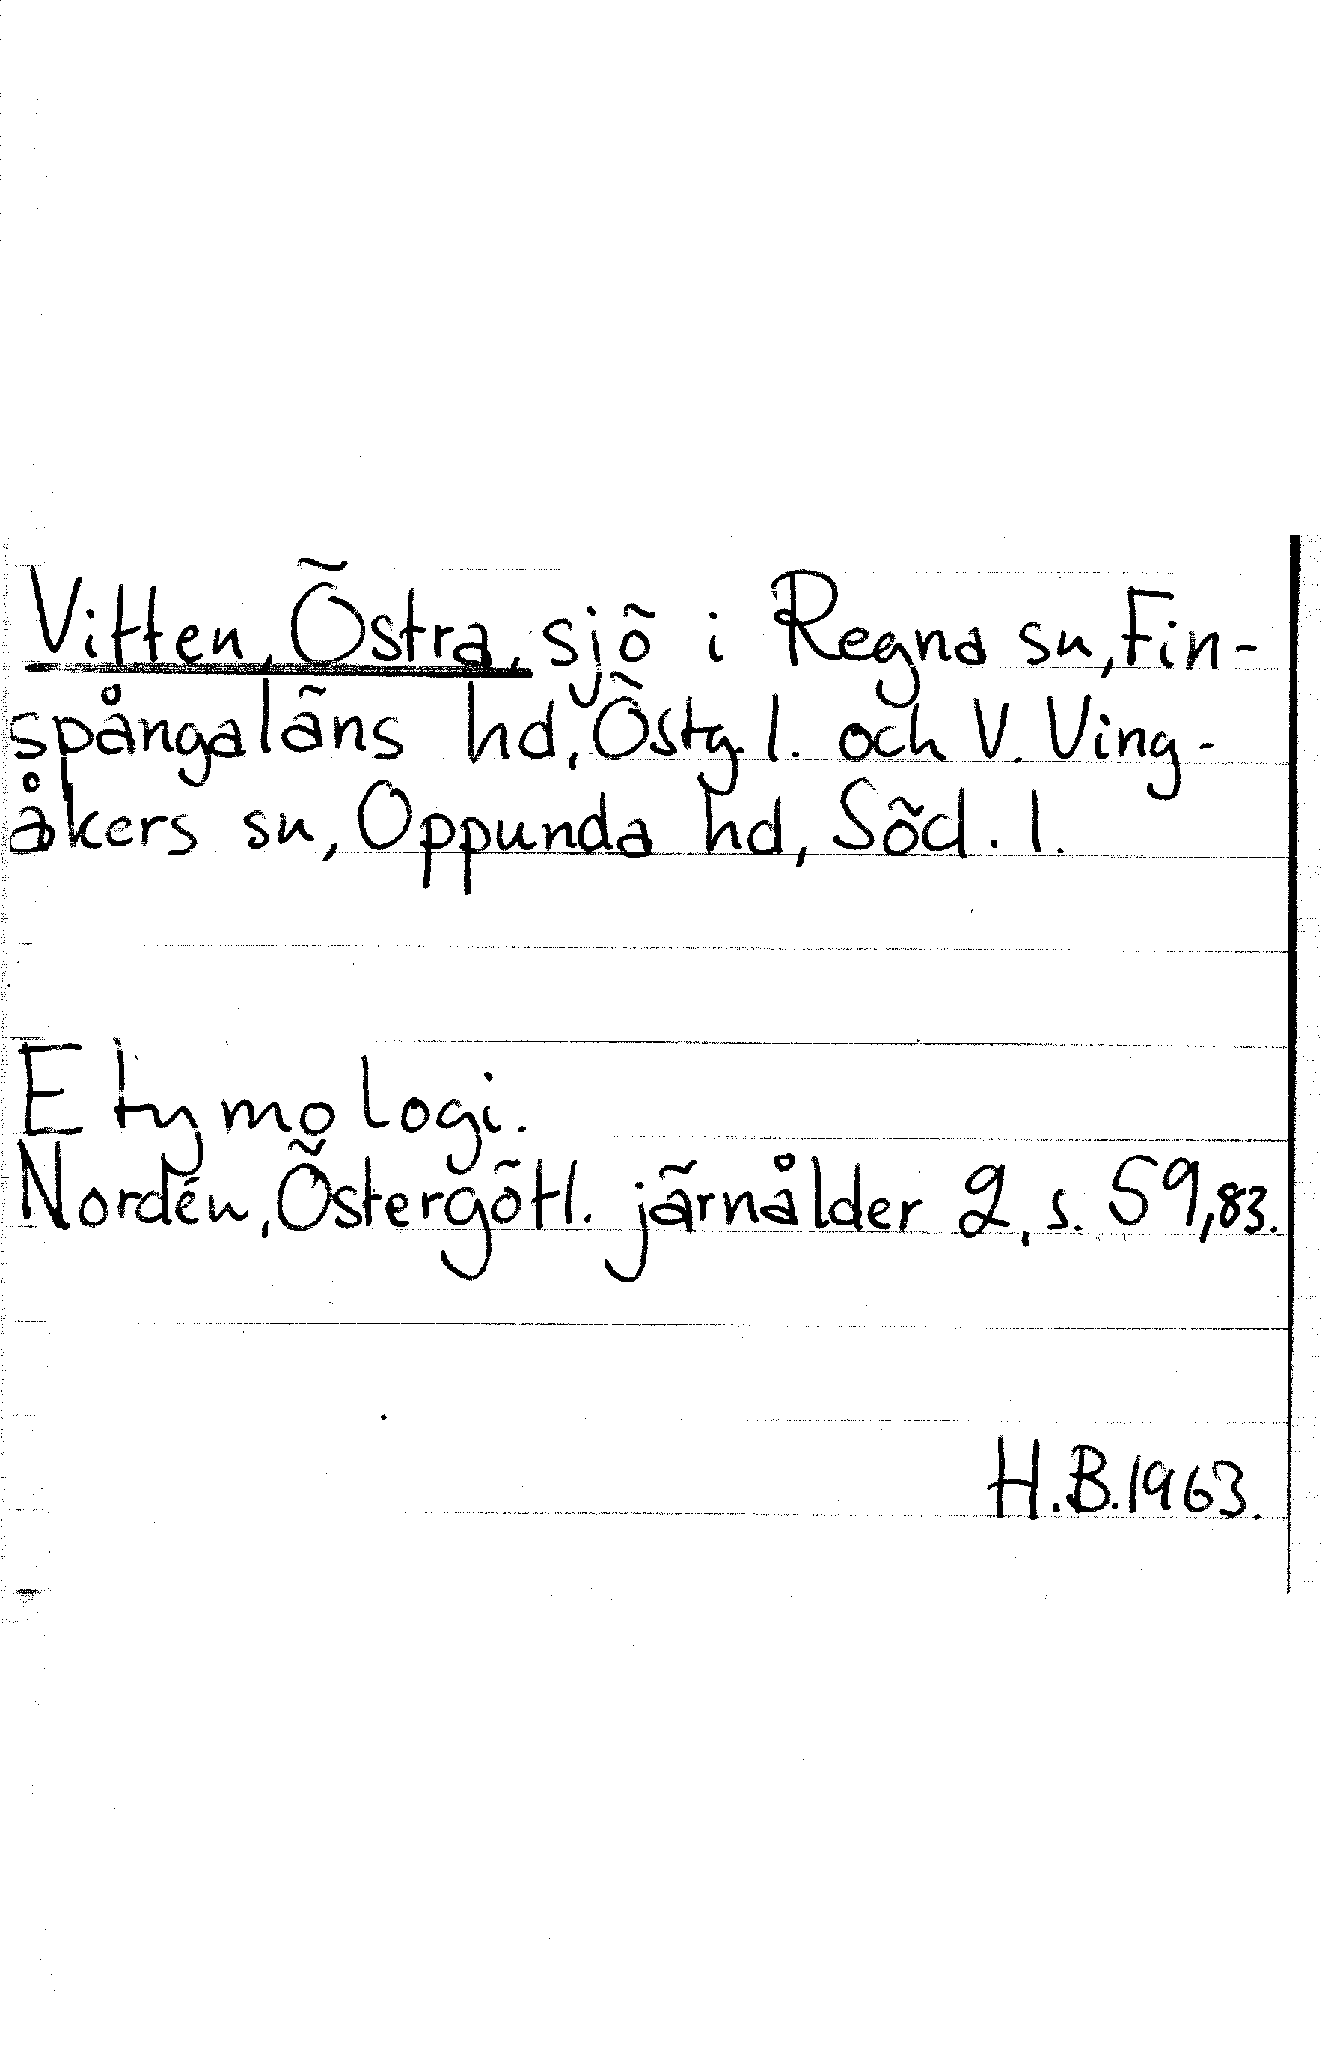 Vitten, Östra, sjö i Regna sn, Fin-
spångaläns hd, Östg. l. och V. Ving-
åkers sn, Oppunda hd, Söd. l.
Etymologi.
Nordén, Östergötl. järnålder 2, s. 59, 83.
H.B. 1963.